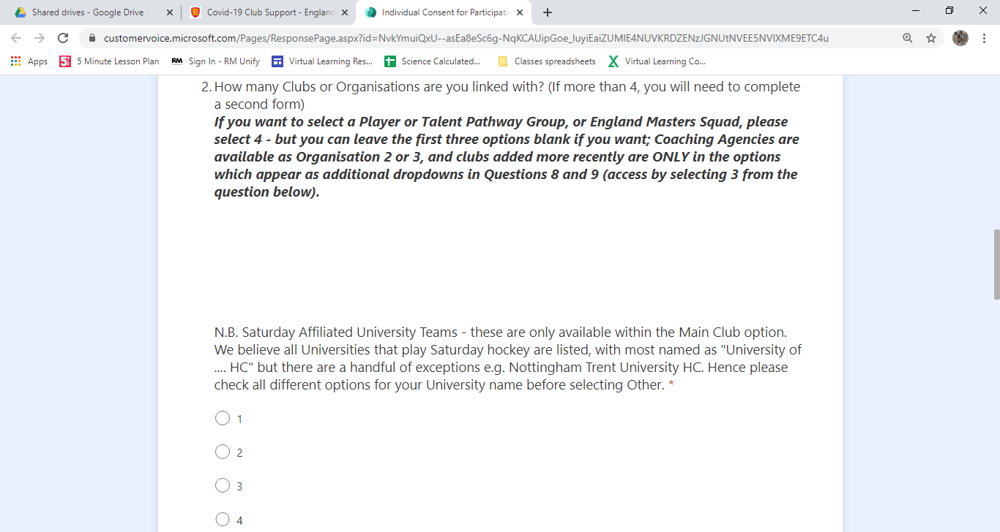 Shared drives - Google Drive
Covid-19 Club Support - England
Individual Consent for Participati
customervoice.microsoft.com/Pages/ResponsePage.aspx?id=NvkYmuiQxU--asEa8eSc6g-NqKCAUipGoe_luyiEaiZUMlE4NUVKRDZENzJGNUtNVEE5NVlXME9ETC4u
Apps
5 Minute Lesson Plan
RM Sign In - RM Unify
Virtual Learning Res...
Science Calculated...
Classes spreadsheets
Virtual Learning Co...
2. How many Clubs or Organisations are you linked with? (If more than 4, you will need to complete
a second form)
If you want to select a Player or Talent Pathway Group, or England Masters Squad, please
select 4 - but you can leave the first three options blank if you want; Coaching Agencies are
available as Organisation 2 or 3, and clubs added more recently are ONLY in the options
which appear as additional dropdowns in Questions 8 and 9 (access by selecting 3 from the
question below).
N.B. Saturday Affiliated University Teams - these are only available within the Main Club option.
We believe all Universities that play Saturday hockey are listed, with most named as "University of
.... HC" but there are a handful of exceptions e.g. Nottingham Trent University HC. Hence please
check all different options for your University name before selecting Other. *
1
2
3
4